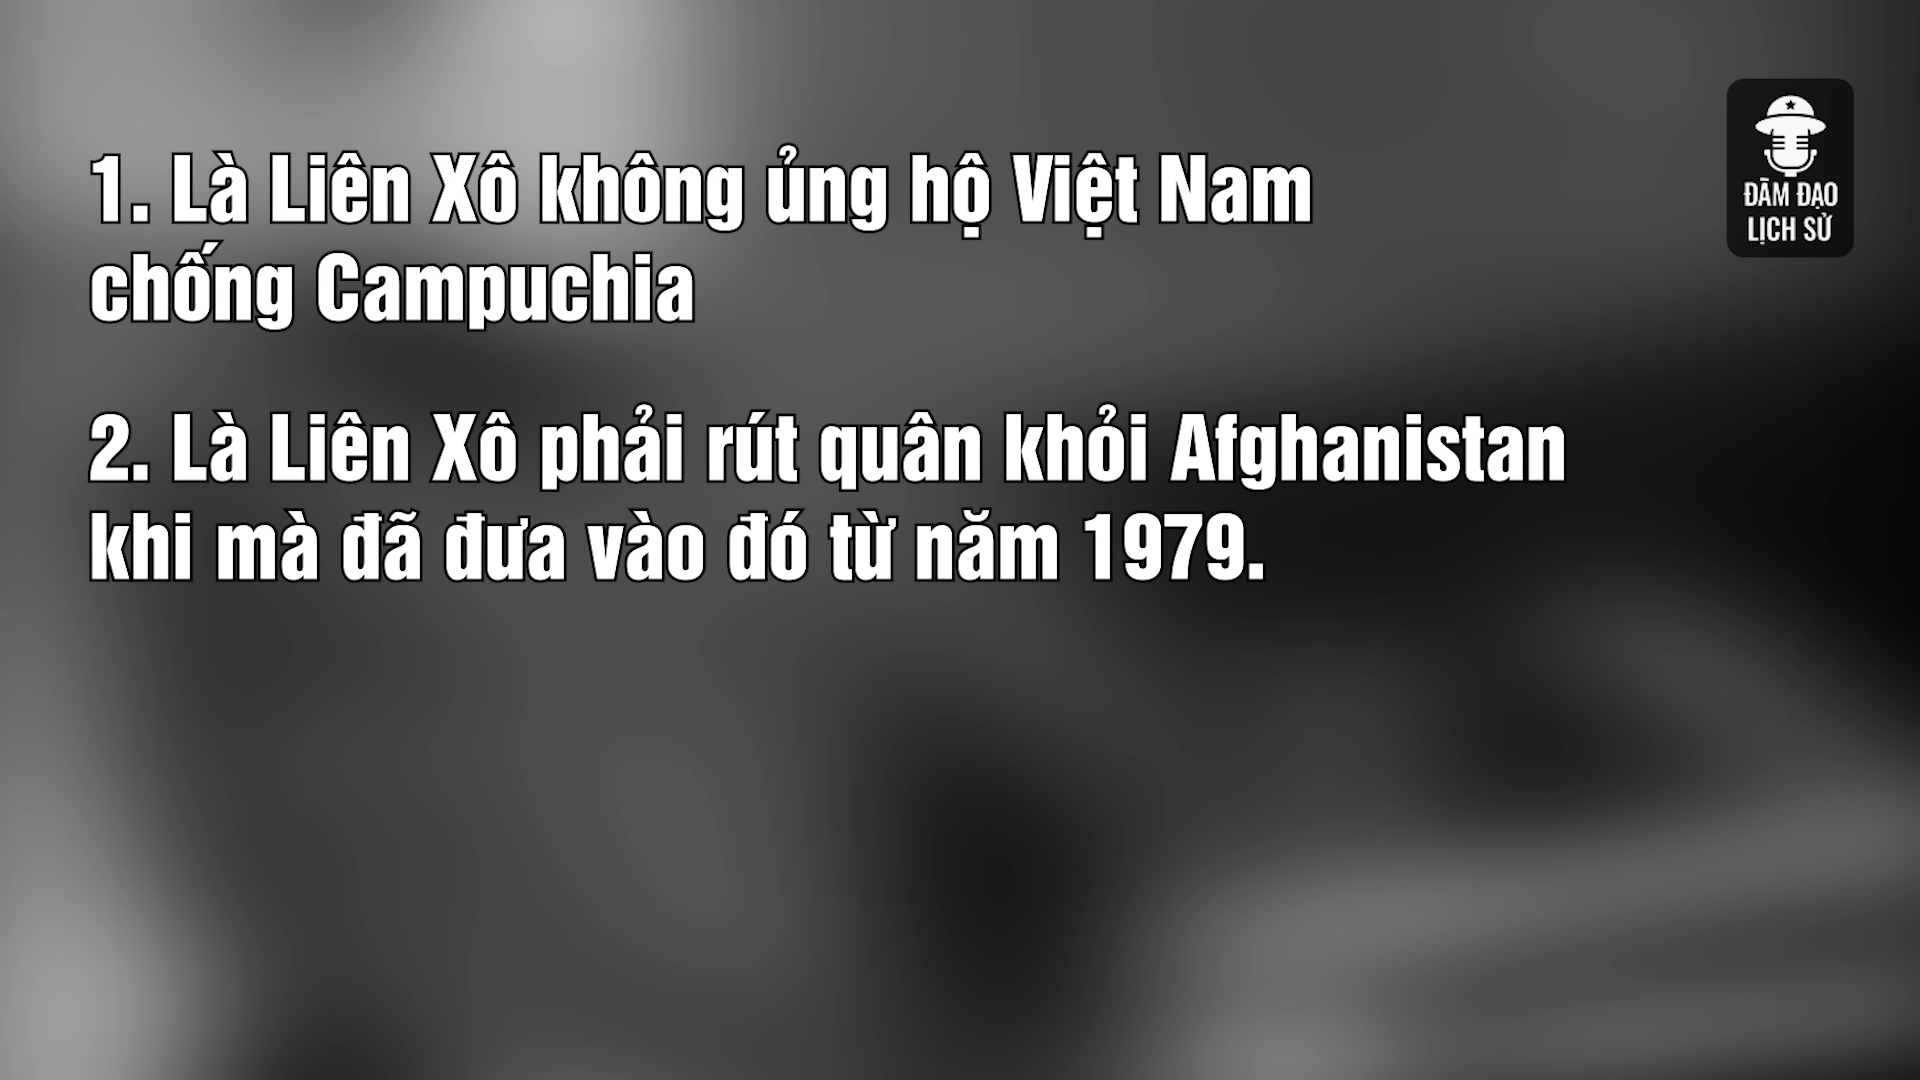 1. Là Liên Xô không ủng hộ Việt Nam
chống Campuchia
2. Là Liên Xô phải rút quân khỏi Afghanistan
khi mà đã đưa vào đó từ năm 1979.
ĐÀM ĐẠO
LỊCH SỬ